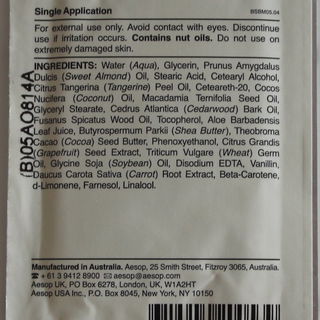 Single Application
BSBM05.04
For external use only. Avoid contact with eyes. Discontinue
use if irritation occurs. Contains nut oils. Do not use on
extremely damaged skin.
INGREDIENTS: Water (Aqua), Glycerin, Prunus Amygdalus
Dulcis (Sweet Almond) Oil, Stearic Acid, Cetearyl Alcohol,
Citrus Tangerina (Tangerine) Peel Oil, Ceteareth-20, Cocos
Nucifera (Coconut) Oil, Macadamia Ternifolia Seed Oil,
Glyceryl Stearate, Cedrus Atlantica (Cedarwood) Bark Oil,
Fusanus Spicatus Wood Oil, Tocopherol, Aloe Barbadensis
Leaf Juice, Butyrospermum Parkii (Shea Butter), Theobroma
Cacao (Cocoa) Seed Butter, Phenoxyethanol, Citrus Grandis
(Grapefruit) Seed Extract, Triticum Vulgare (Wheat) Germ
Oil, Glycine Soja (Soybean) Oil, Disodium EDTA, Vanillin,
Daucus Carota Sativa (Carrot) Root Extract, Beta-Carotene,
d-Limonene, Farnesol, Linalool.
(B)05AO814A
Manufactured in Australia. Aesop, 25 Smith Street, Fitzroy 3065, Australia.
☎ + 61 3 9412 8900 ✉ aesop@aesop.com
Aesop UK, PO Box 6278, London, UK, W1A2HT
Aesop USA Inc., P.O. Box 8045, New York, NY 10150